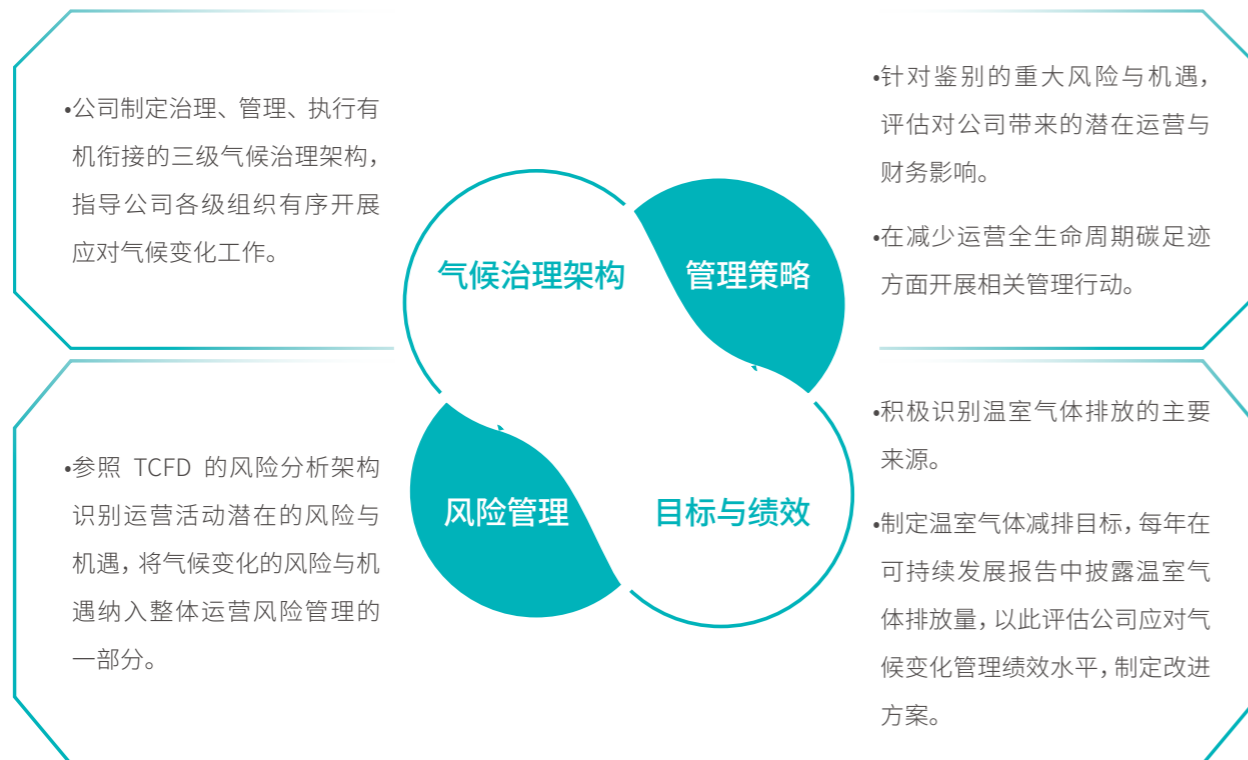 •公司制定治理、管理、执行有
机衔接的三级气候治理架构，
指导公司各级组织有序开展
应对气候变化工作。
•针对鉴别的重大风险与机遇，
评估对公司带来的潜在运营与
财务影响。
•在减少运营全生命周期碳足迹
方面开展相关管理行动。
气候治理架构
管理策略
风险管理
目标与绩效
•参照 TCFD 的风险分析架构
识别运营活动潜在的风险与
机遇，将气候变化的风险与机
遇纳入整体运营风险管理的
一部分。
•积极识别温室气体排放的主要
来源。
•制定温室气体减排目标，每年在
可持续发展报告中披露温室气
体排放量，以此评估公司应对气
候变化管理绩效水平，制定改进
方案。